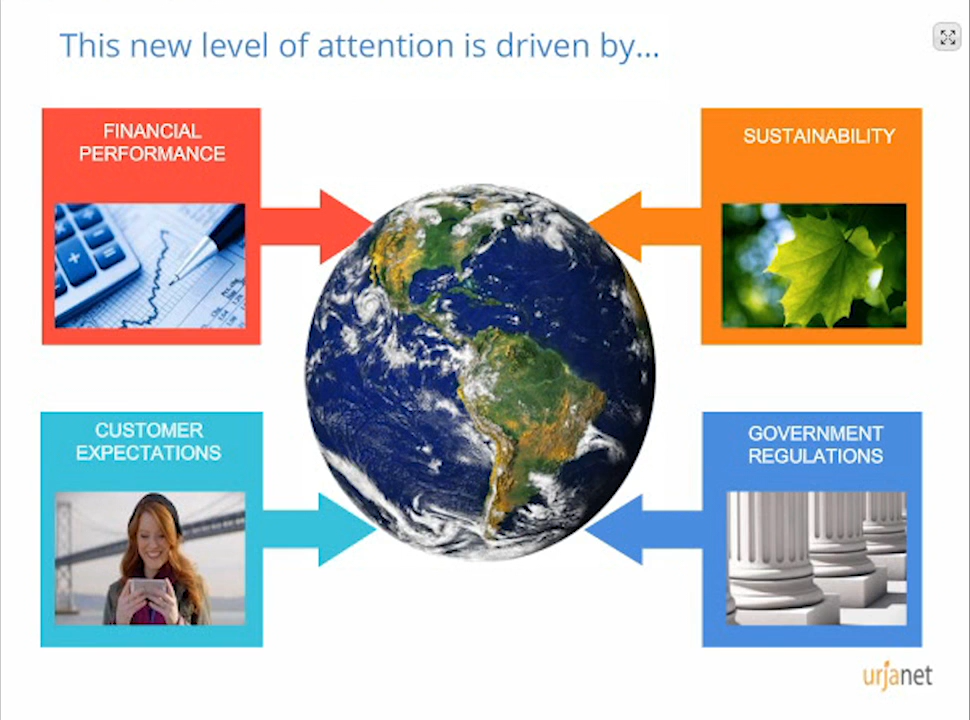 This new level of attention is driven by...
FINANCIAL
PERFORMANCE
SUSTAINABILITY
CUSTOMER
EXPECTATIONS
GOVERNMENT
REGULATIONS
urjanet